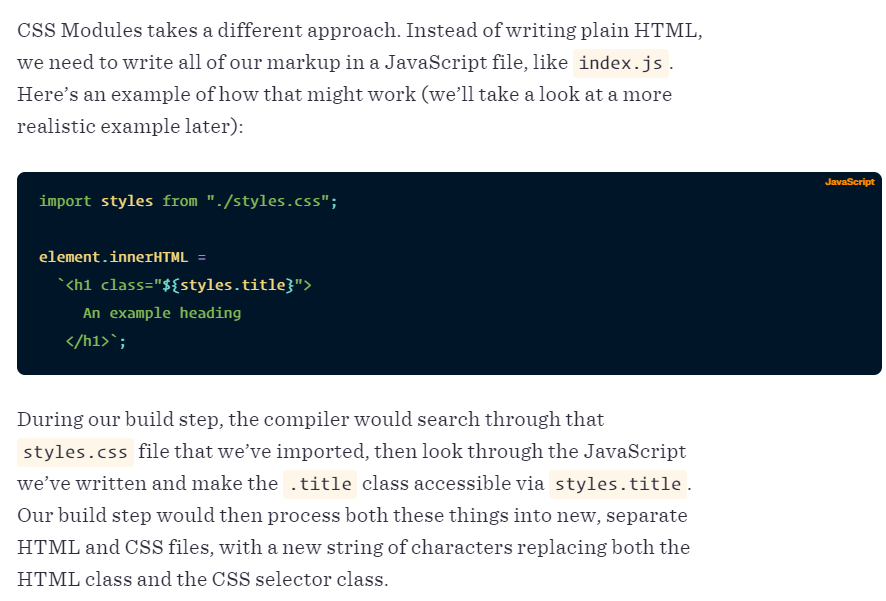 CSS Modules takes a different approach. Instead of writing plain HTML,
we need to write all of our markup in a JavaScript file, like index.js.
Here’s an example of how that might work (we’ll take a look at a more
realistic example later):
JavaScript
import styles from "./styles.css";
element.innerHTML =
`<h1 class="${styles.title}">
An example heading
</h1>`;
During our build step, the compiler would search through that
styles.css file that we’ve imported, then look through the JavaScript
we’ve written and make the .title class accessible via styles.title.
Our build step would then process both these things into new, separate
HTML and CSS files, with a new string of characters replacing both the
HTML class and the CSS selector class.